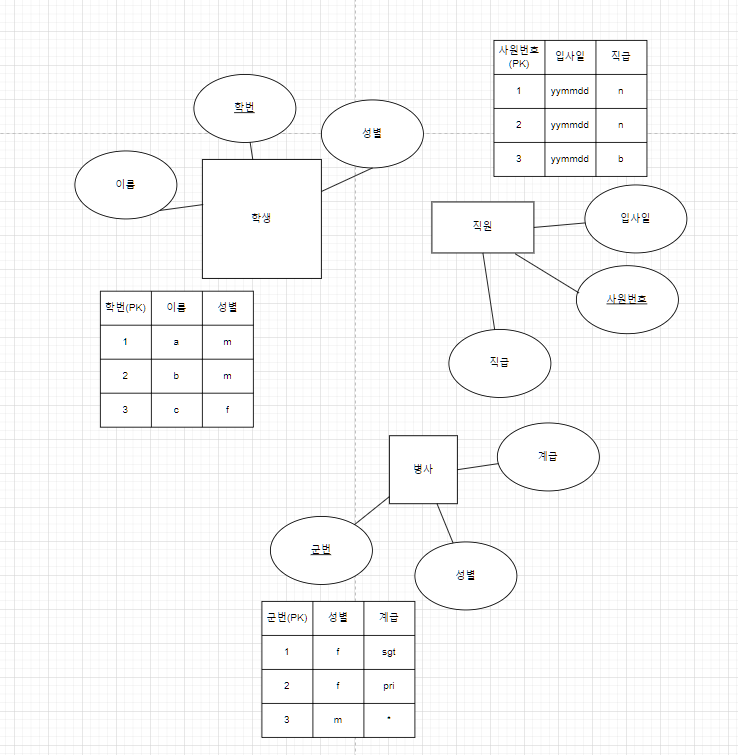 사원번호
(PK)
입사일
직급
1
yymmdd
n
2
yymmdd
n
3
yymmdd
b
학번
성별
이름
학생
직원
입사일
사원번호
직급
학번(PK)
이름
성별
1
a
m
2
b
m
3
c
f
병사
계급
군번
성별
군번(PK)
성별
계급
1
f
sgt
2
f
pri
3
m
*